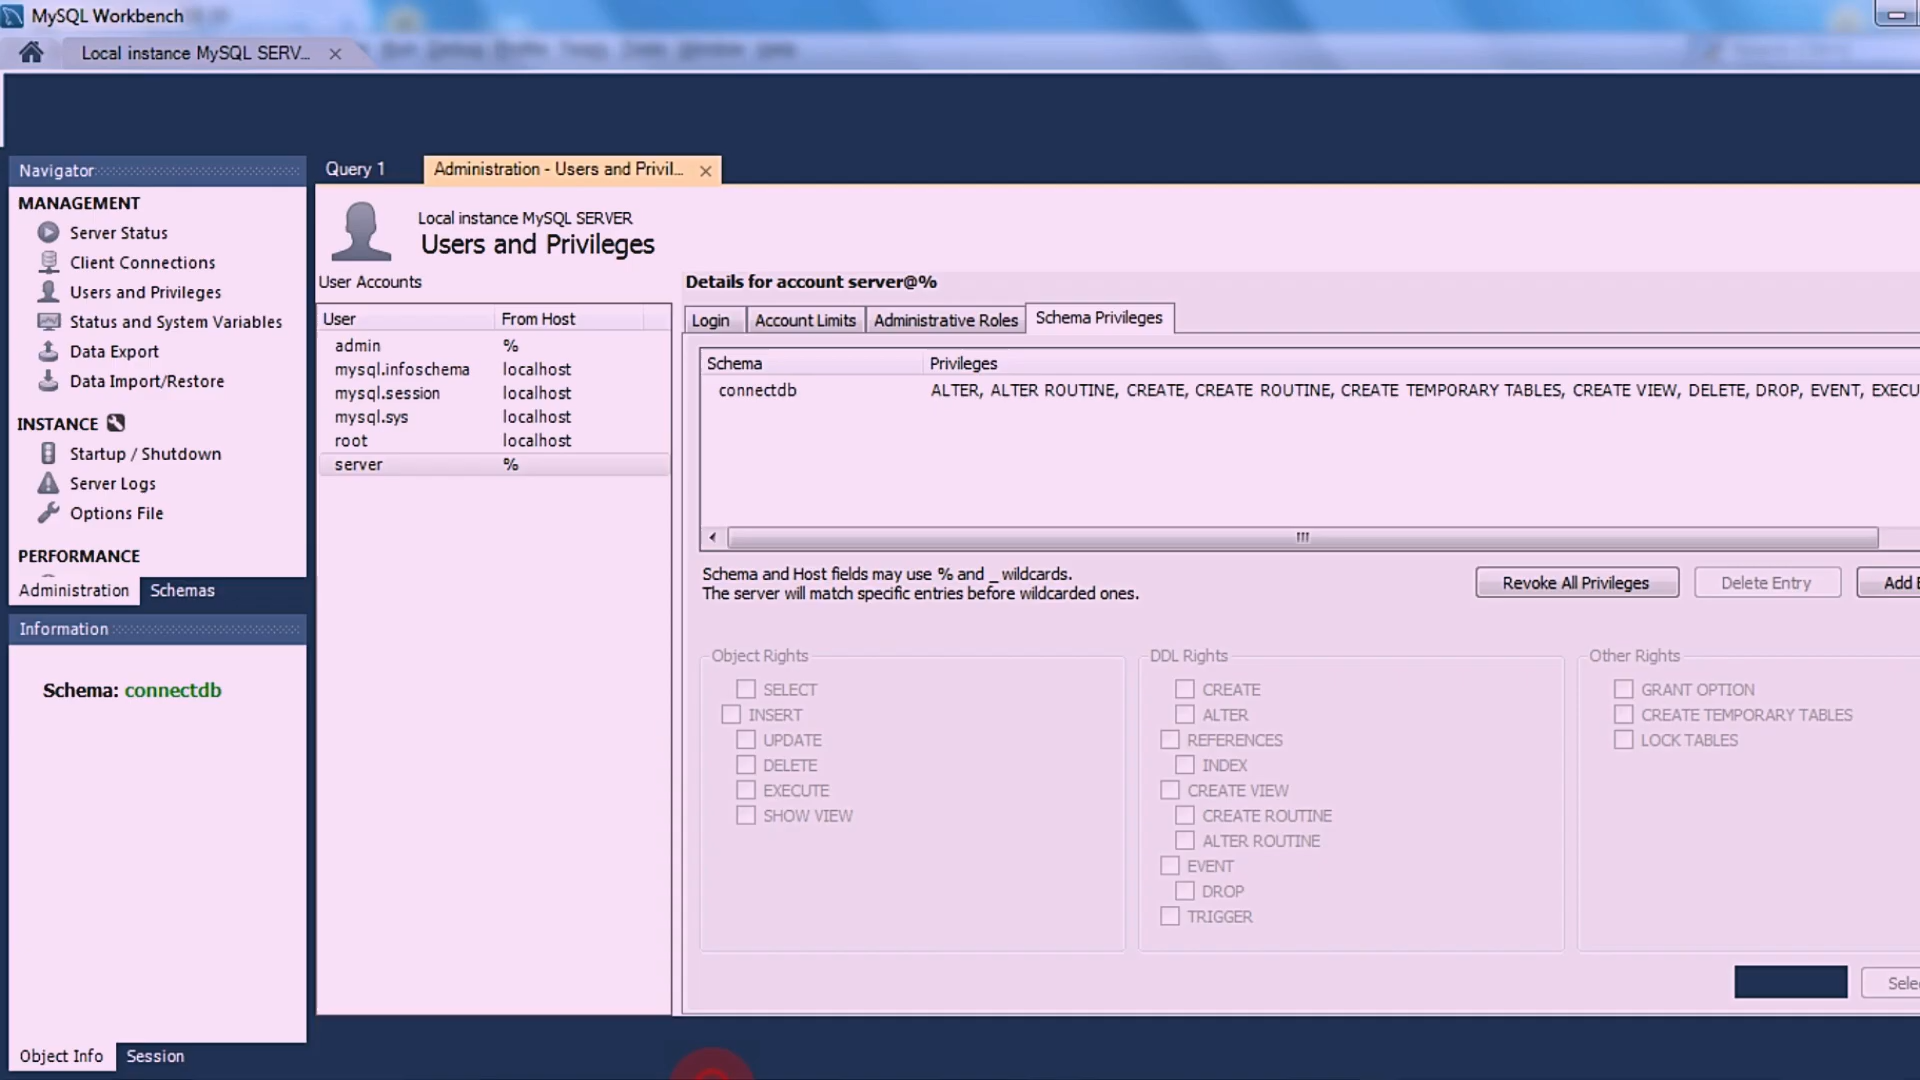 MySQL Workbench
Local instance MySQL SERV...
Navigator
MANAGEMENT
Server Status
Client Connections
Users and Privileges
Status and System Variables
Data Export
Data Import/Restore
INSTANCE
Startup / Shutdown
Server Logs
Options File
PERFORMANCE
Administration Schemas
Information
Schema: connectdb
Object Info Session
Query 1 Administration - Users and Privil...
Local instance MySQL SERVER
Users and Privileges
User Accounts
User From Host
admin %
mysql.infoschema localhost
mysql.session localhost
mysql.sys localhost
root localhost
server %
Details for account server@%
Login Account Limits Administrative Roles Schema Privileges
Schema Privileges
connectdb ALTER, ALTER ROUTINE, CREATE, CREATE ROUTINE, CREATE TEMPORARY TABLES, CREATE VIEW, DELETE, DROP, EVENT, EXECU
Schema and Host fields may use % and _ wildcards.
The server will match specific entries before wildcarded ones.
Revoke All Privileges Delete Entry Add E
Object Rights
SELECT
INSERT
UPDATE
DELETE
EXECUTE
SHOW VIEW
DDL Rights
CREATE
ALTER
REFERENCES
INDEX
CREATE VIEW
CREATE ROUTINE
ALTER ROUTINE
EVENT
DROP
TRIGGER
Other Rights
GRANT OPTION
CREATE TEMPORARY TABLES
LOCK TABLES
Sele